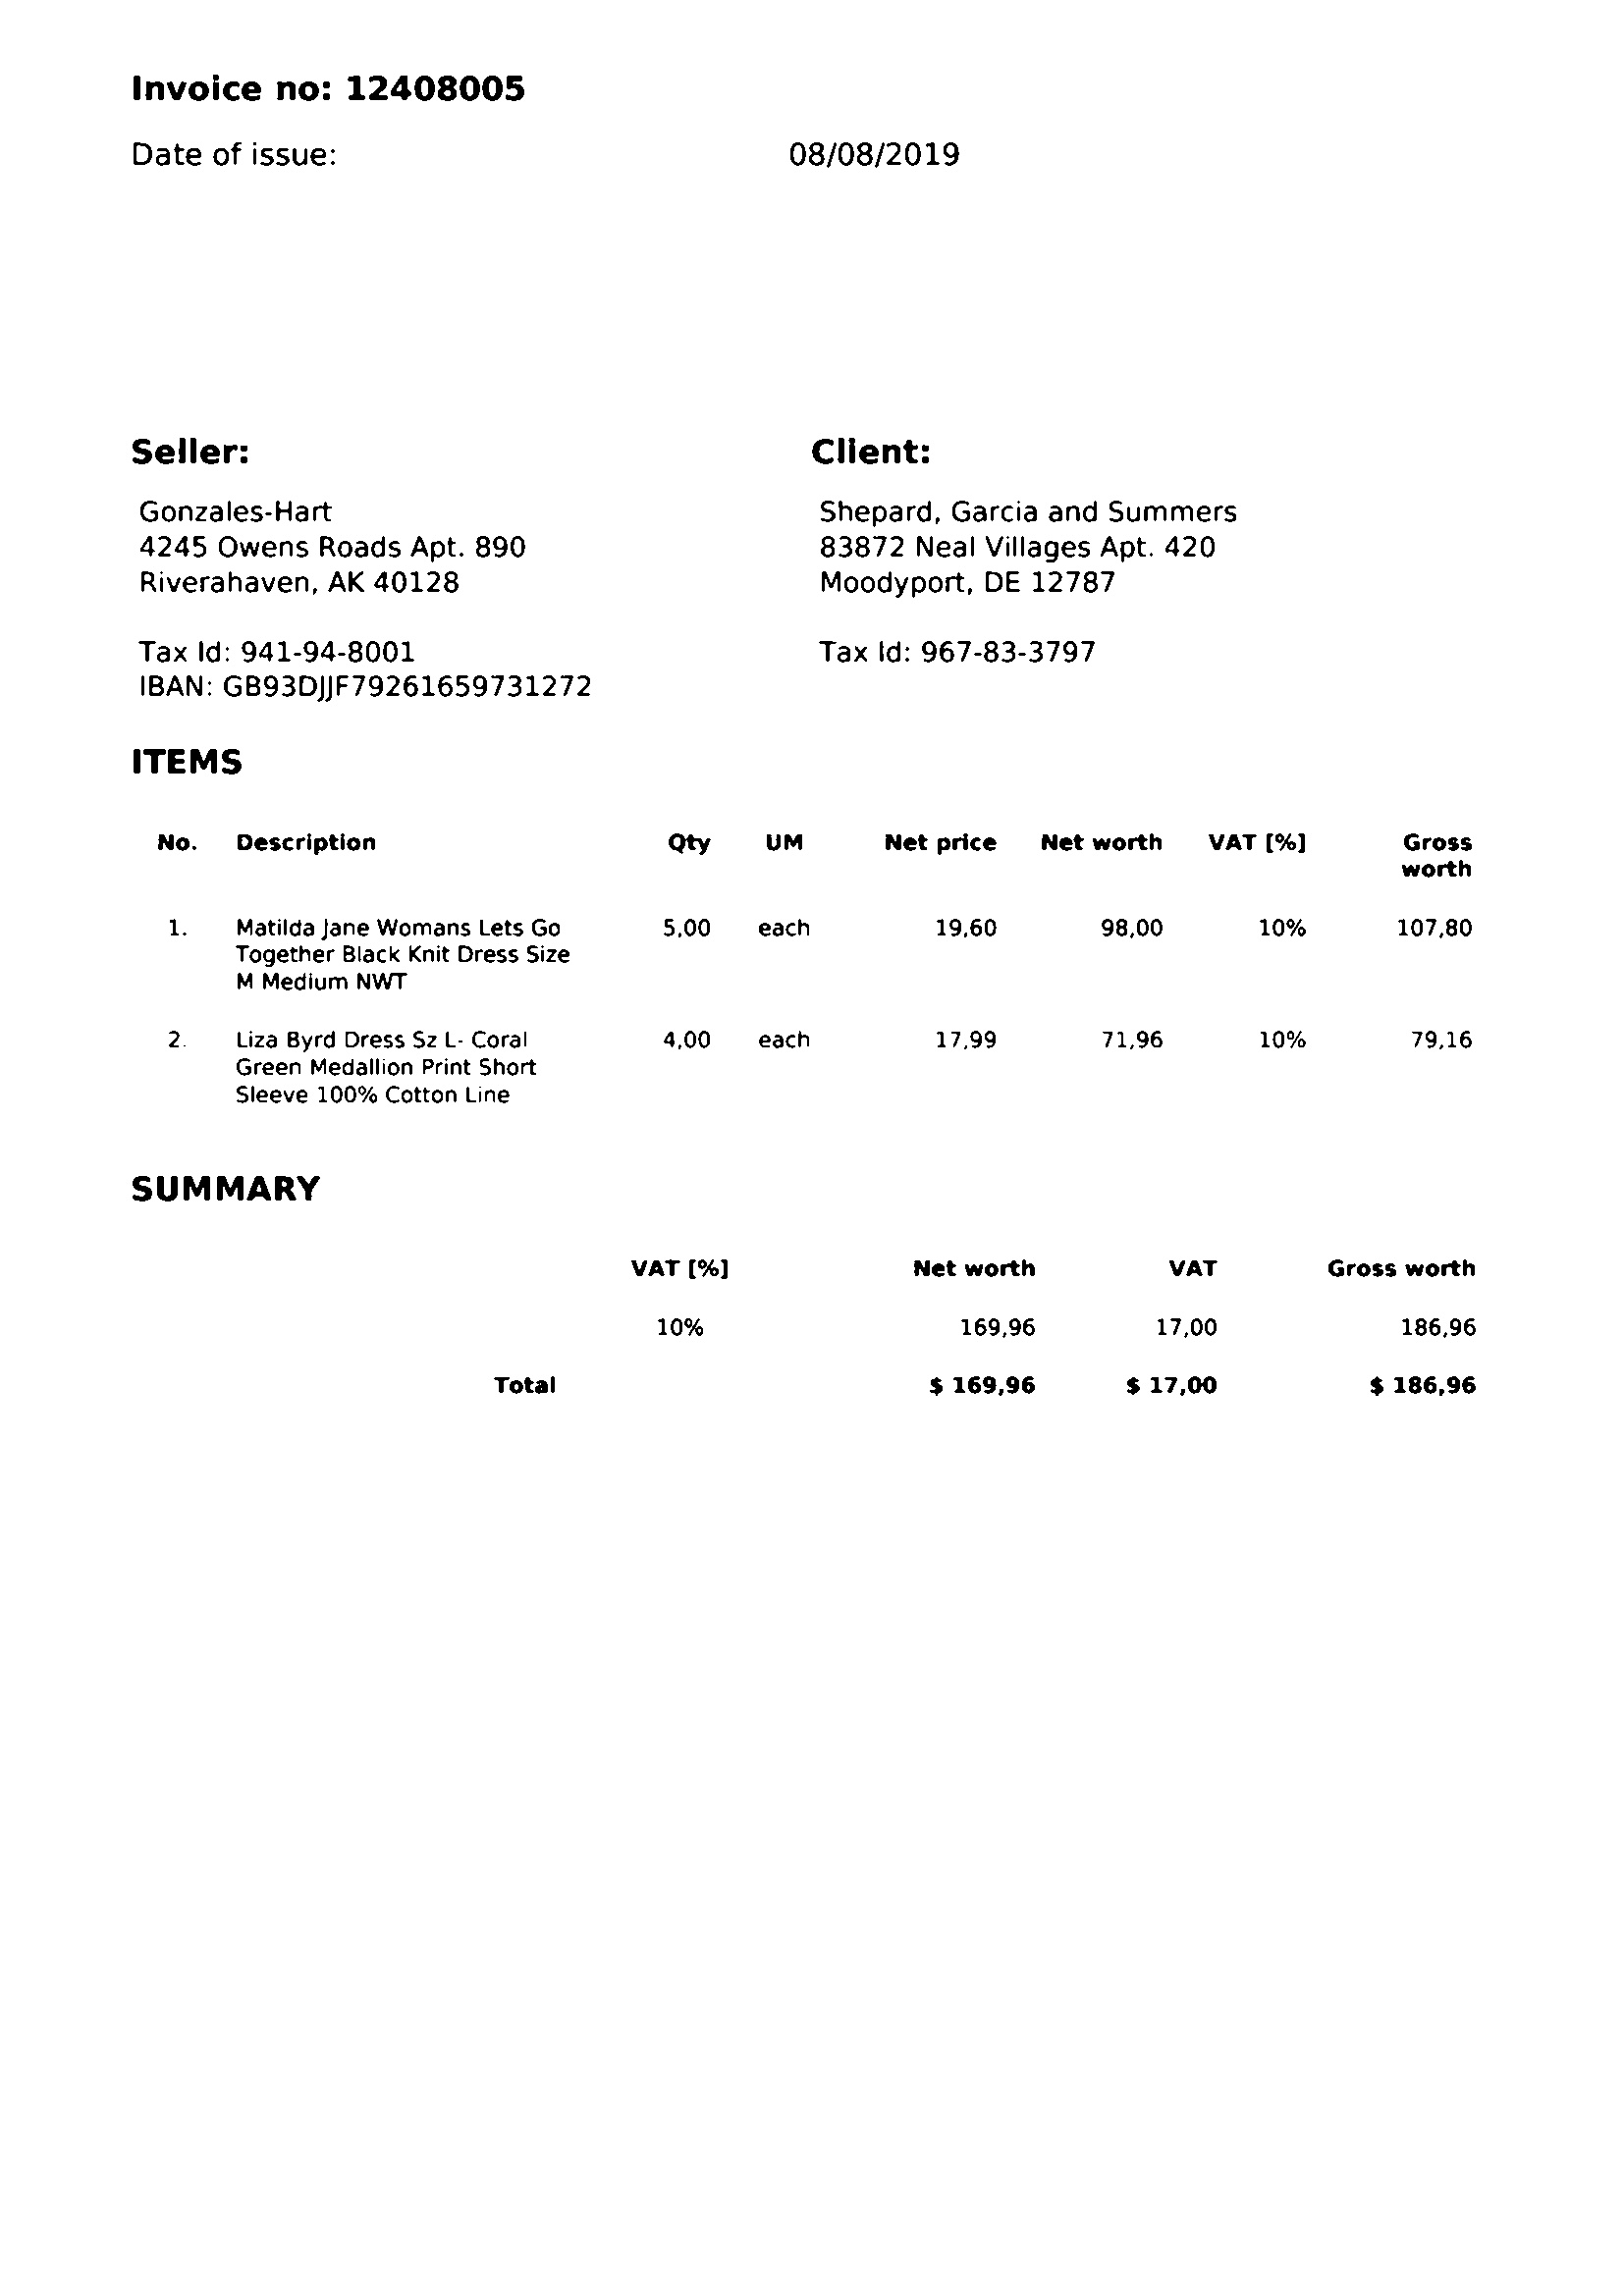 Invoice no: 12408005
Date of issue: 08/08/2019
Seller:
Gonzales-Hart
4245 Owens Roads Apt. 890
Riverahaven, AK 40128
Tax Id: 941-94-8001
IBAN: GB93DJJF79261659731272
Client:
Shepard, Garcia and Summers
83872 Neal Villages Apt. 420
Moodyport, DE 12787
Tax Id: 967-83-3797
ITEMS
No. Description Qty UM Net price Net worth VAT [%] Gross
worth
1. Matilda Jane Womans Lets Go 5,00 each 19,60 98,00 10% 107,80
Together Black Knit Dress Size
M Medium NWT
2. Liza Byrd Dress Sz L- Coral 4,00 each 17,99 71,96 10% 79,16
Green Medallion Print Short
Sleeve 100% Cotton Line
SUMMARY
VAT [%] Net worth VAT Gross worth
10% 169,96 17,00 186,96
Total $ 169,96 $ 17,00 $ 186,96